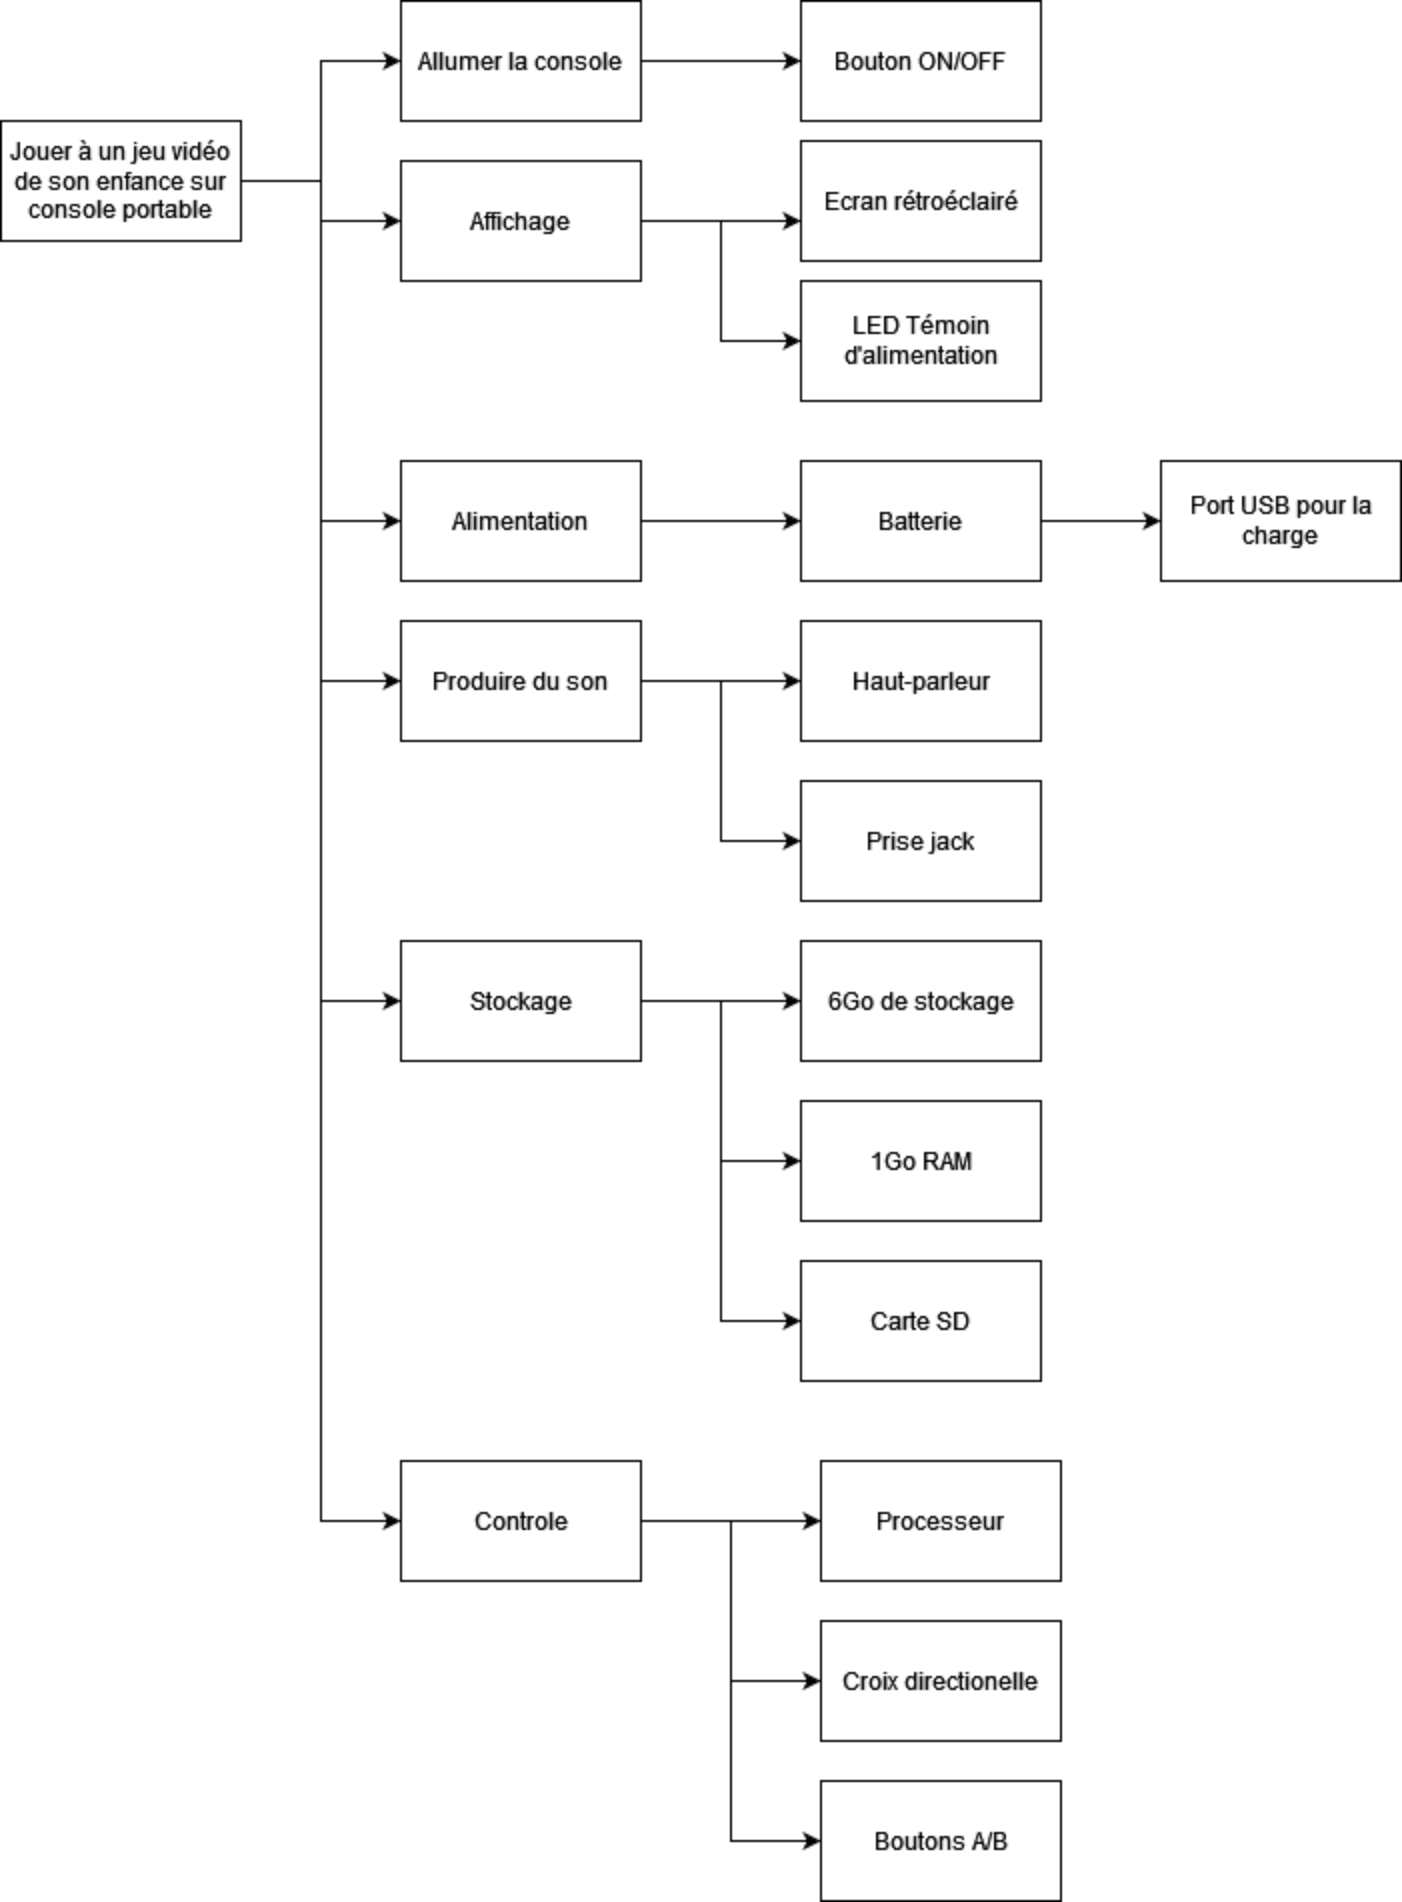 Allumer la console
Bouton ON/OFF
Jouer à un jeu vidéo
de son enfance sur
console portable
Affichage
Ecran rétroéclairé
LED Témoin
d'alimentation
Alimentation
Batterie
Port USB pour la
charge
Produire du son
Haut-parleur
Prise jack
Stockage
6Go de stockage
1Go RAM
Carte SD
Controle
Processeur
Croix directionelle
Boutons A/B